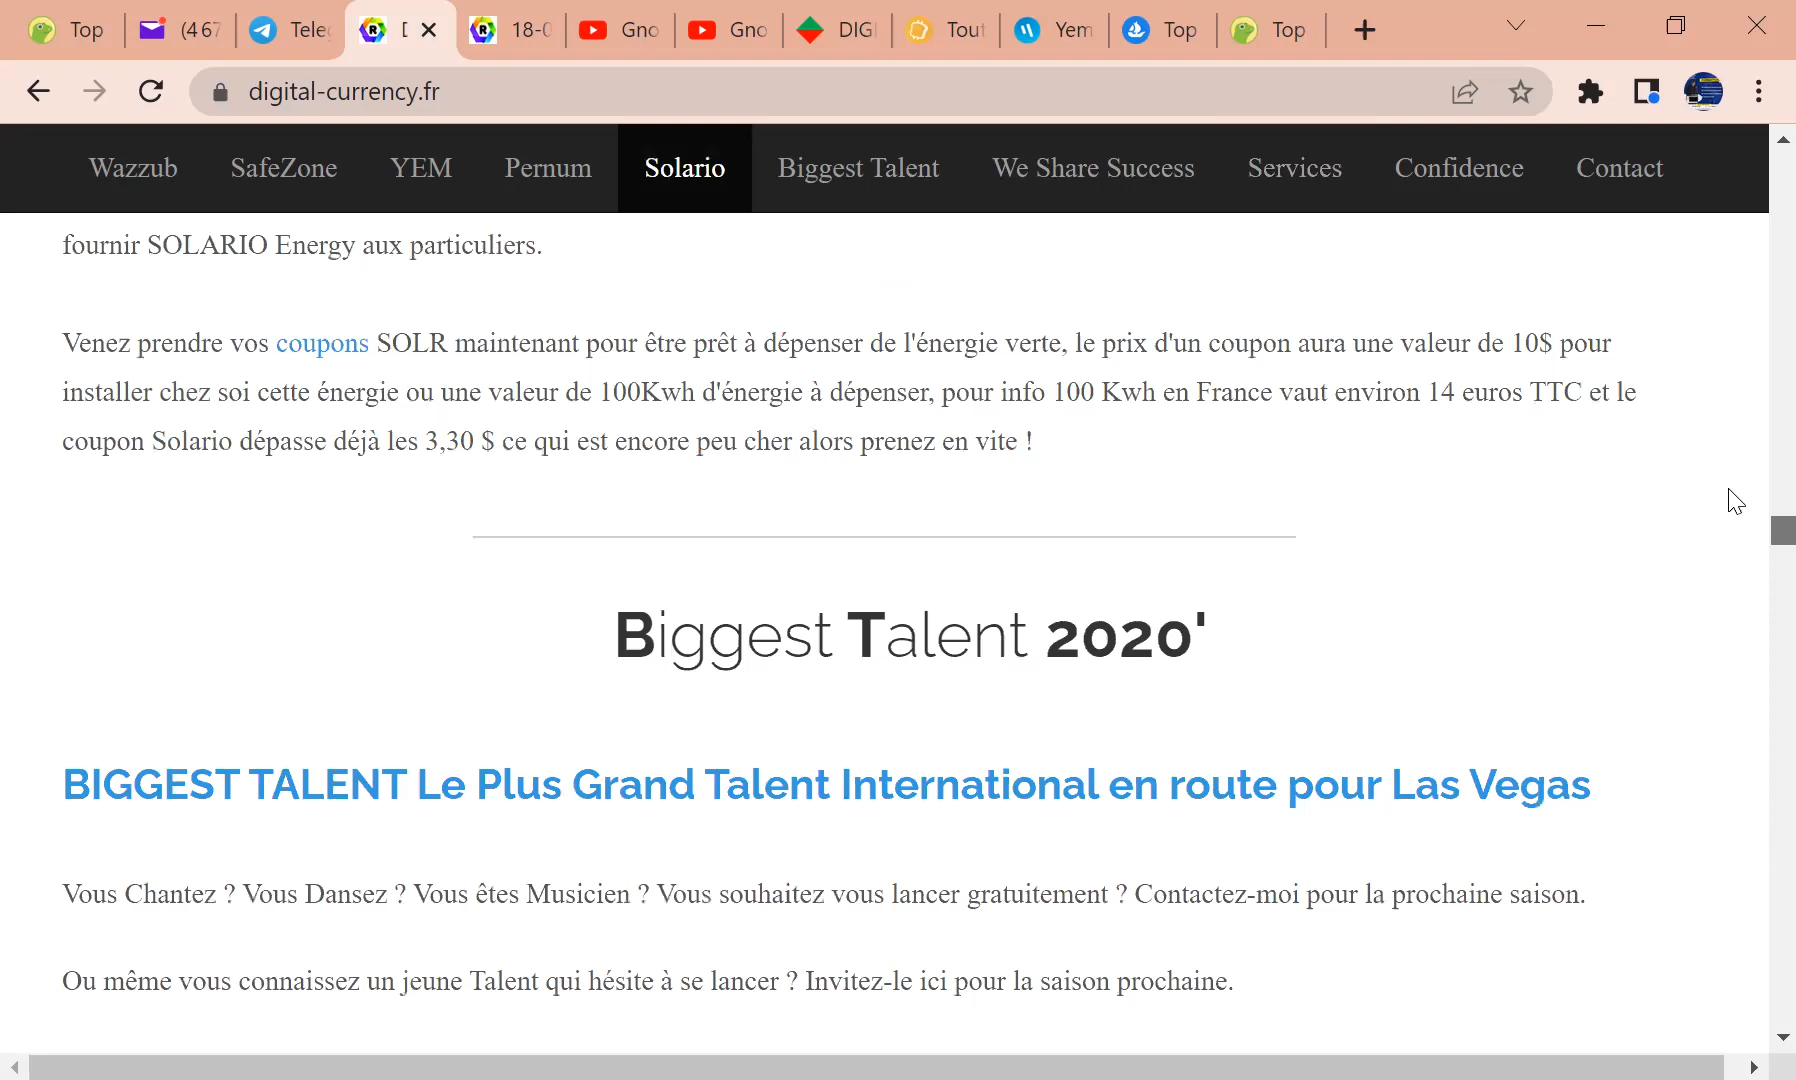 Top (4 67 Teleg D 18-0 Gno Gno DIGI Tout Yem Top Top
digital-currency.fr
Wazzub SafeZone YEM Pernum Solario Biggest Talent We Share Success Services Confidence Contact
fournir SOLARIO Energy aux particuliers.
Venez prendre vos coupons SOLR maintenant pour être prêt à dépenser de l'énergie verte, le prix d'un coupon aura une valeur de 10$ pour
installer chez soi cette énergie ou une valeur de 100Kwh d'énergie à dépenser, pour info 100 Kwh en France vaut environ 14 euros TTC et le
coupon Solario dépasse déjà les 3,30 $ ce qui est encore peu cher alors prenez en vite !
Biggest Talent 2020'
BIGGEST TALENT Le Plus Grand Talent International en route pour Las Vegas
Vous Chantez ? Vous Dansez ? Vous êtes Musicien ? Vous souhaitez vous lancer gratuitement ? Contactez-moi pour la prochaine saison.
Ou même vous connaissez un jeune Talent qui hésite à se lancer ? Invitez-le ici pour la saison prochaine.